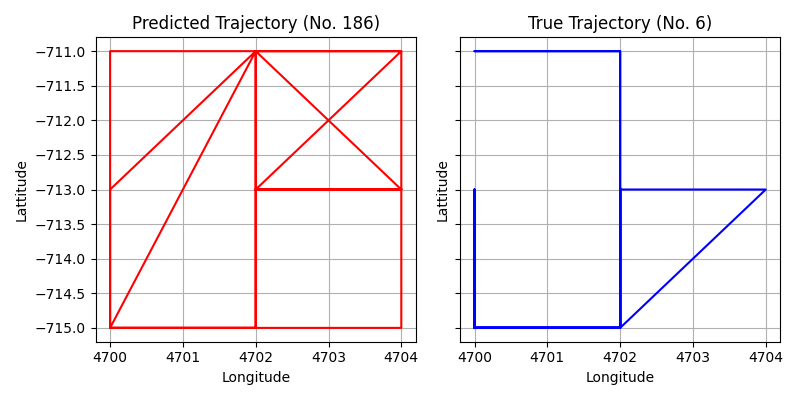 Predicted Trajectory (No. 186)
True Trajectory (No. 6)
−711.0
−711.5
−712.0
−712.5
−713.0
−713.5
−714.0
−714.5
−715.0
Lattitude
Lattitude
4700 4701 4702 4703 4704
4700 4701 4702 4703 4704
Longitude
Longitude